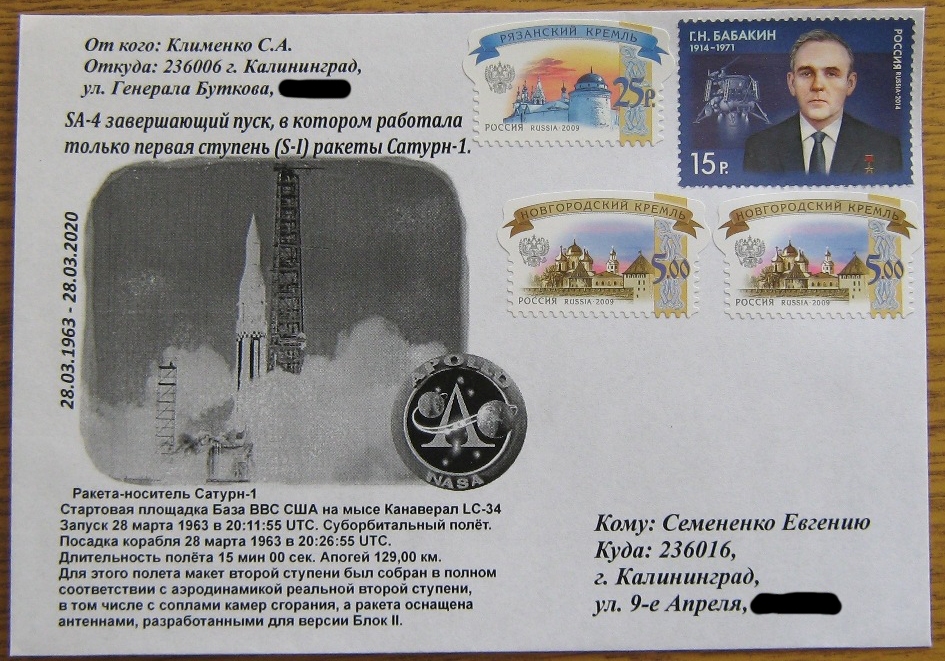 От кого: Клименко С.А.
Откуда: 236006 г. Калининград,
ул. Генерала Буткова,
SA-4 завершающий пуск, в котором работала
только первая ступень (S-I) ракеты Сатурн-1.
28.03.1963 - 28.03.2020
РЯЗАНСКИЙ КРЕМЛЬ
25р.
РОССИЯ RUSSIA·2009
Г.Н. БАБАКИН
1914–1971
РОССИЯ RUSSIA·2014
15 Р.
НОВГОРОДСКИЙ КРЕМЛЬ
5.00
РОССИЯ RUSSIA·2009
НОВГОРОДСКИЙ КРЕМЛЬ
5.00
РОССИЯ RUSSIA·2009
APOLLO
A
NASA
Ракета-носитель Сатурн-1
Стартовая площадка База ВВС США на мысе Канаверал LC-34
Запуск 28 марта 1963 в 20:11:55 UTC. Суборбитальный полёт.
Посадка корабля 28 марта 1963 в 20:26:55 UTC.
Длительность полёта 15 мин 00 сек. Апогей 129,00 км.
Для этого полета макет второй ступени был собран в полном
соответствии с аэродинамикой реальной второй ступени,
в том числе с соплами камер сгорания, а ракета оснащена
антеннами, разработанными для версии Блок II.
Кому: Семененко Евгению
Куда: 236016,
г. Калининград,
ул. 9-е Апреля,